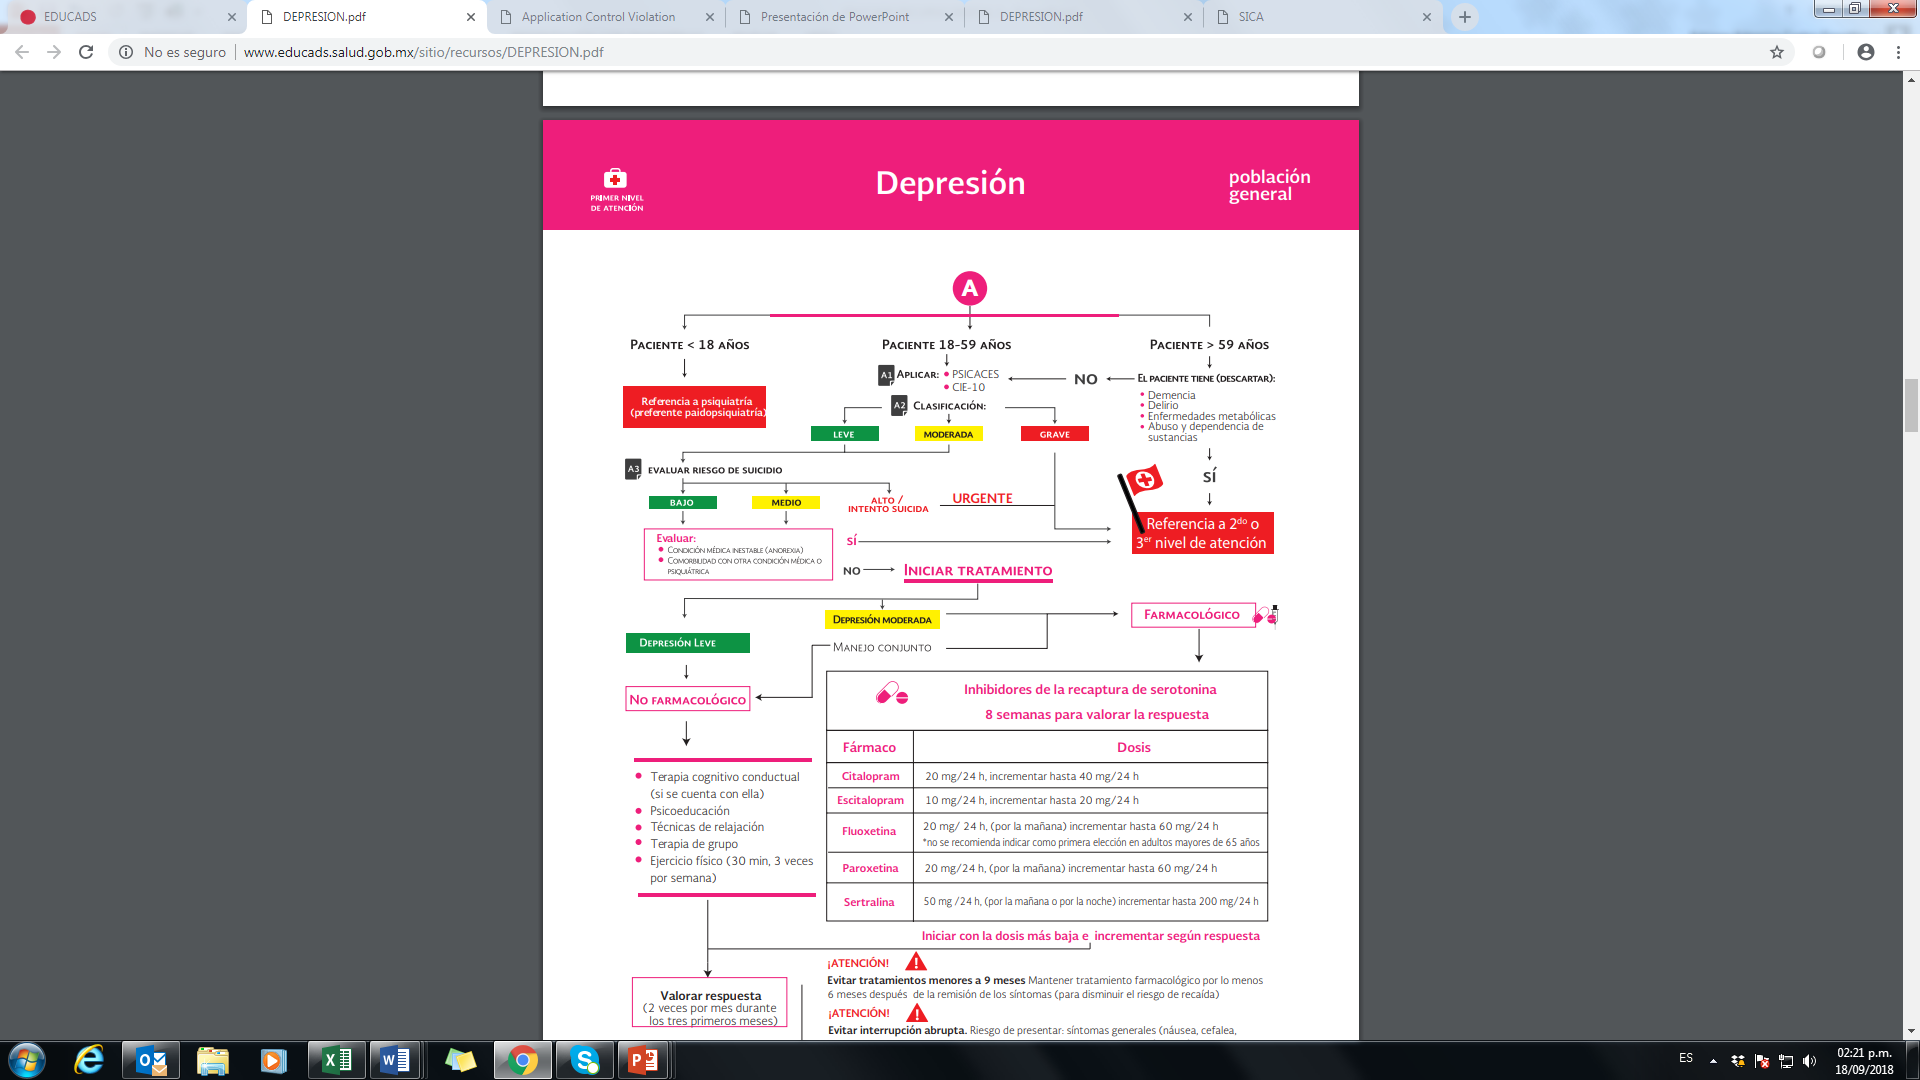 EDUCADS
DEPRESION.pdf
Application Control Violation
Presentación de PowerPoint
DEPRESION.pdf
SICA
No es seguro
www.educads.salud.gob.mx/sitio/recursos/DEPRESION.pdf
PRIMER NIVEL
DE ATENCIÓN
Depresión
población
general
A
PACIENTE < 18 AÑOS
PACIENTE 18-59 AÑOS
PACIENTE > 59 AÑOS
Referencia a psiquiatría
(preferente paidopsiquiatría)
A1 APLICAR: • PSICACES
• CIE-10
NO
EL PACIENTE TIENE (DESCARTAR):
• Demencia
• Delirio
• Enfermedades metabólicas
• Abuso y dependencia de
sustancias
A2 CLASIFICACIÓN:
LEVE
MODERADA
GRAVE
A3 EVALUAR RIESGO DE SUICIDIO
SÍ
BAJO
MEDIO
ALTO /
INTENTO SUICIDA
URGENTE
Referencia a 2do o
3er nivel de atención
Evaluar:
• CONDICIÓN MÉDICA INESTABLE (ANOREXIA)
• COMORBILIDAD CON OTRA CONDICIÓN MÉDICA O
PSIQUIÁTRICA
SÍ
NO
INICIAR TRATAMIENTO
DEPRESIÓN MODERADA
FARMACOLÓGICO
DEPRESIÓN LEVE
MANEJO CONJUNTO
NO FARMACOLÓGICO
Inhibidores de la recaptura de serotonina
8 semanas para valorar la respuesta
Fármaco
Dosis
Citalopram
20 mg/24 h, incrementar hasta 40 mg/24 h
Escitalopram
10 mg/24 h, incrementar hasta 20 mg/24 h
Fluoxetina
20 mg/ 24 h, (por la mañana) incrementar hasta 60 mg/24 h
*no se recomienda indicar como primera elección en adultos mayores de 65 años
Paroxetina
20 mg/24 h, (por la mañana) incrementar hasta 60 mg/24 h
Sertralina
50 mg /24 h, (por la mañana o por la noche) incrementar hasta 200 mg/24 h
• Terapia cognitivo conductual
(si se cuenta con ella)
• Psicoeducación
• Técnicas de relajación
• Terapia de grupo
• Ejercicio físico (30 min, 3 veces
por semana)
Iniciar con la dosis más baja e incrementar según respuesta
¡ATENCIÓN!
Evitar tratamientos menores a 9 meses Mantener tratamiento farmacológico por lo menos
6 meses después de la remisión de los síntomas (para disminuir el riesgo de recaída)
¡ATENCIÓN!
Evitar interrupción abrupta. Riesgo de presentar: síntomas generales (náusea, cefalea,
Valorar respuesta
(2 veces por mes durante
los tres primeros meses)
ES
02:21 p.m.
18/09/2018